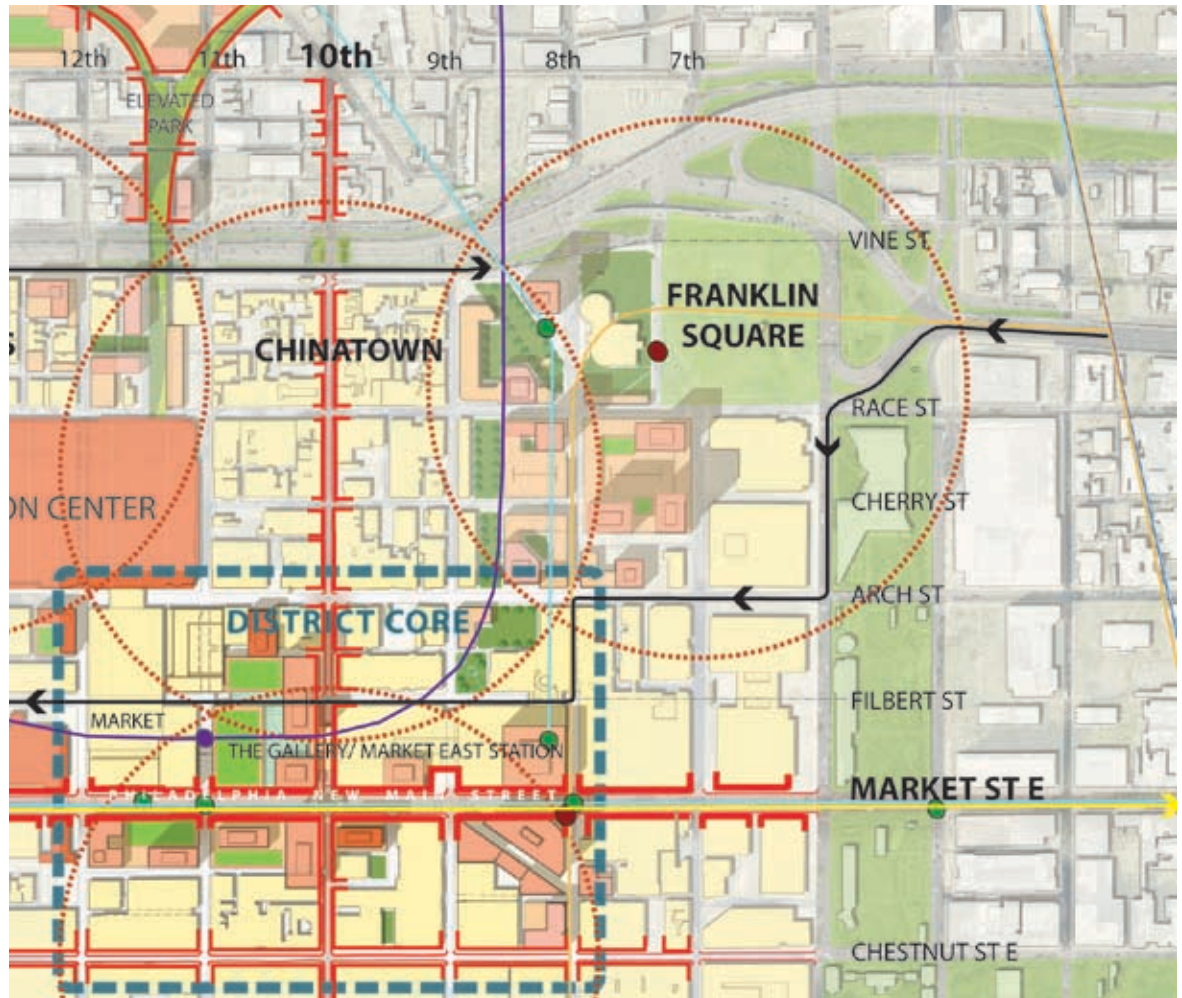 12th 11th 10th 9th 8th 7th
ELEVATED
PARK
VINE ST
FRANKLIN
SQUARE
CHINATOWN
RACE ST
ON CENTER
CHERRY ST
ARCH ST
DISTRICT CORE
FILBERT ST
MARKET
THE GALLERY/ MARKET EAST STATION
PHILADELPHIA NEW MAIN STREET
MARKET ST E
CHESTNUT ST E